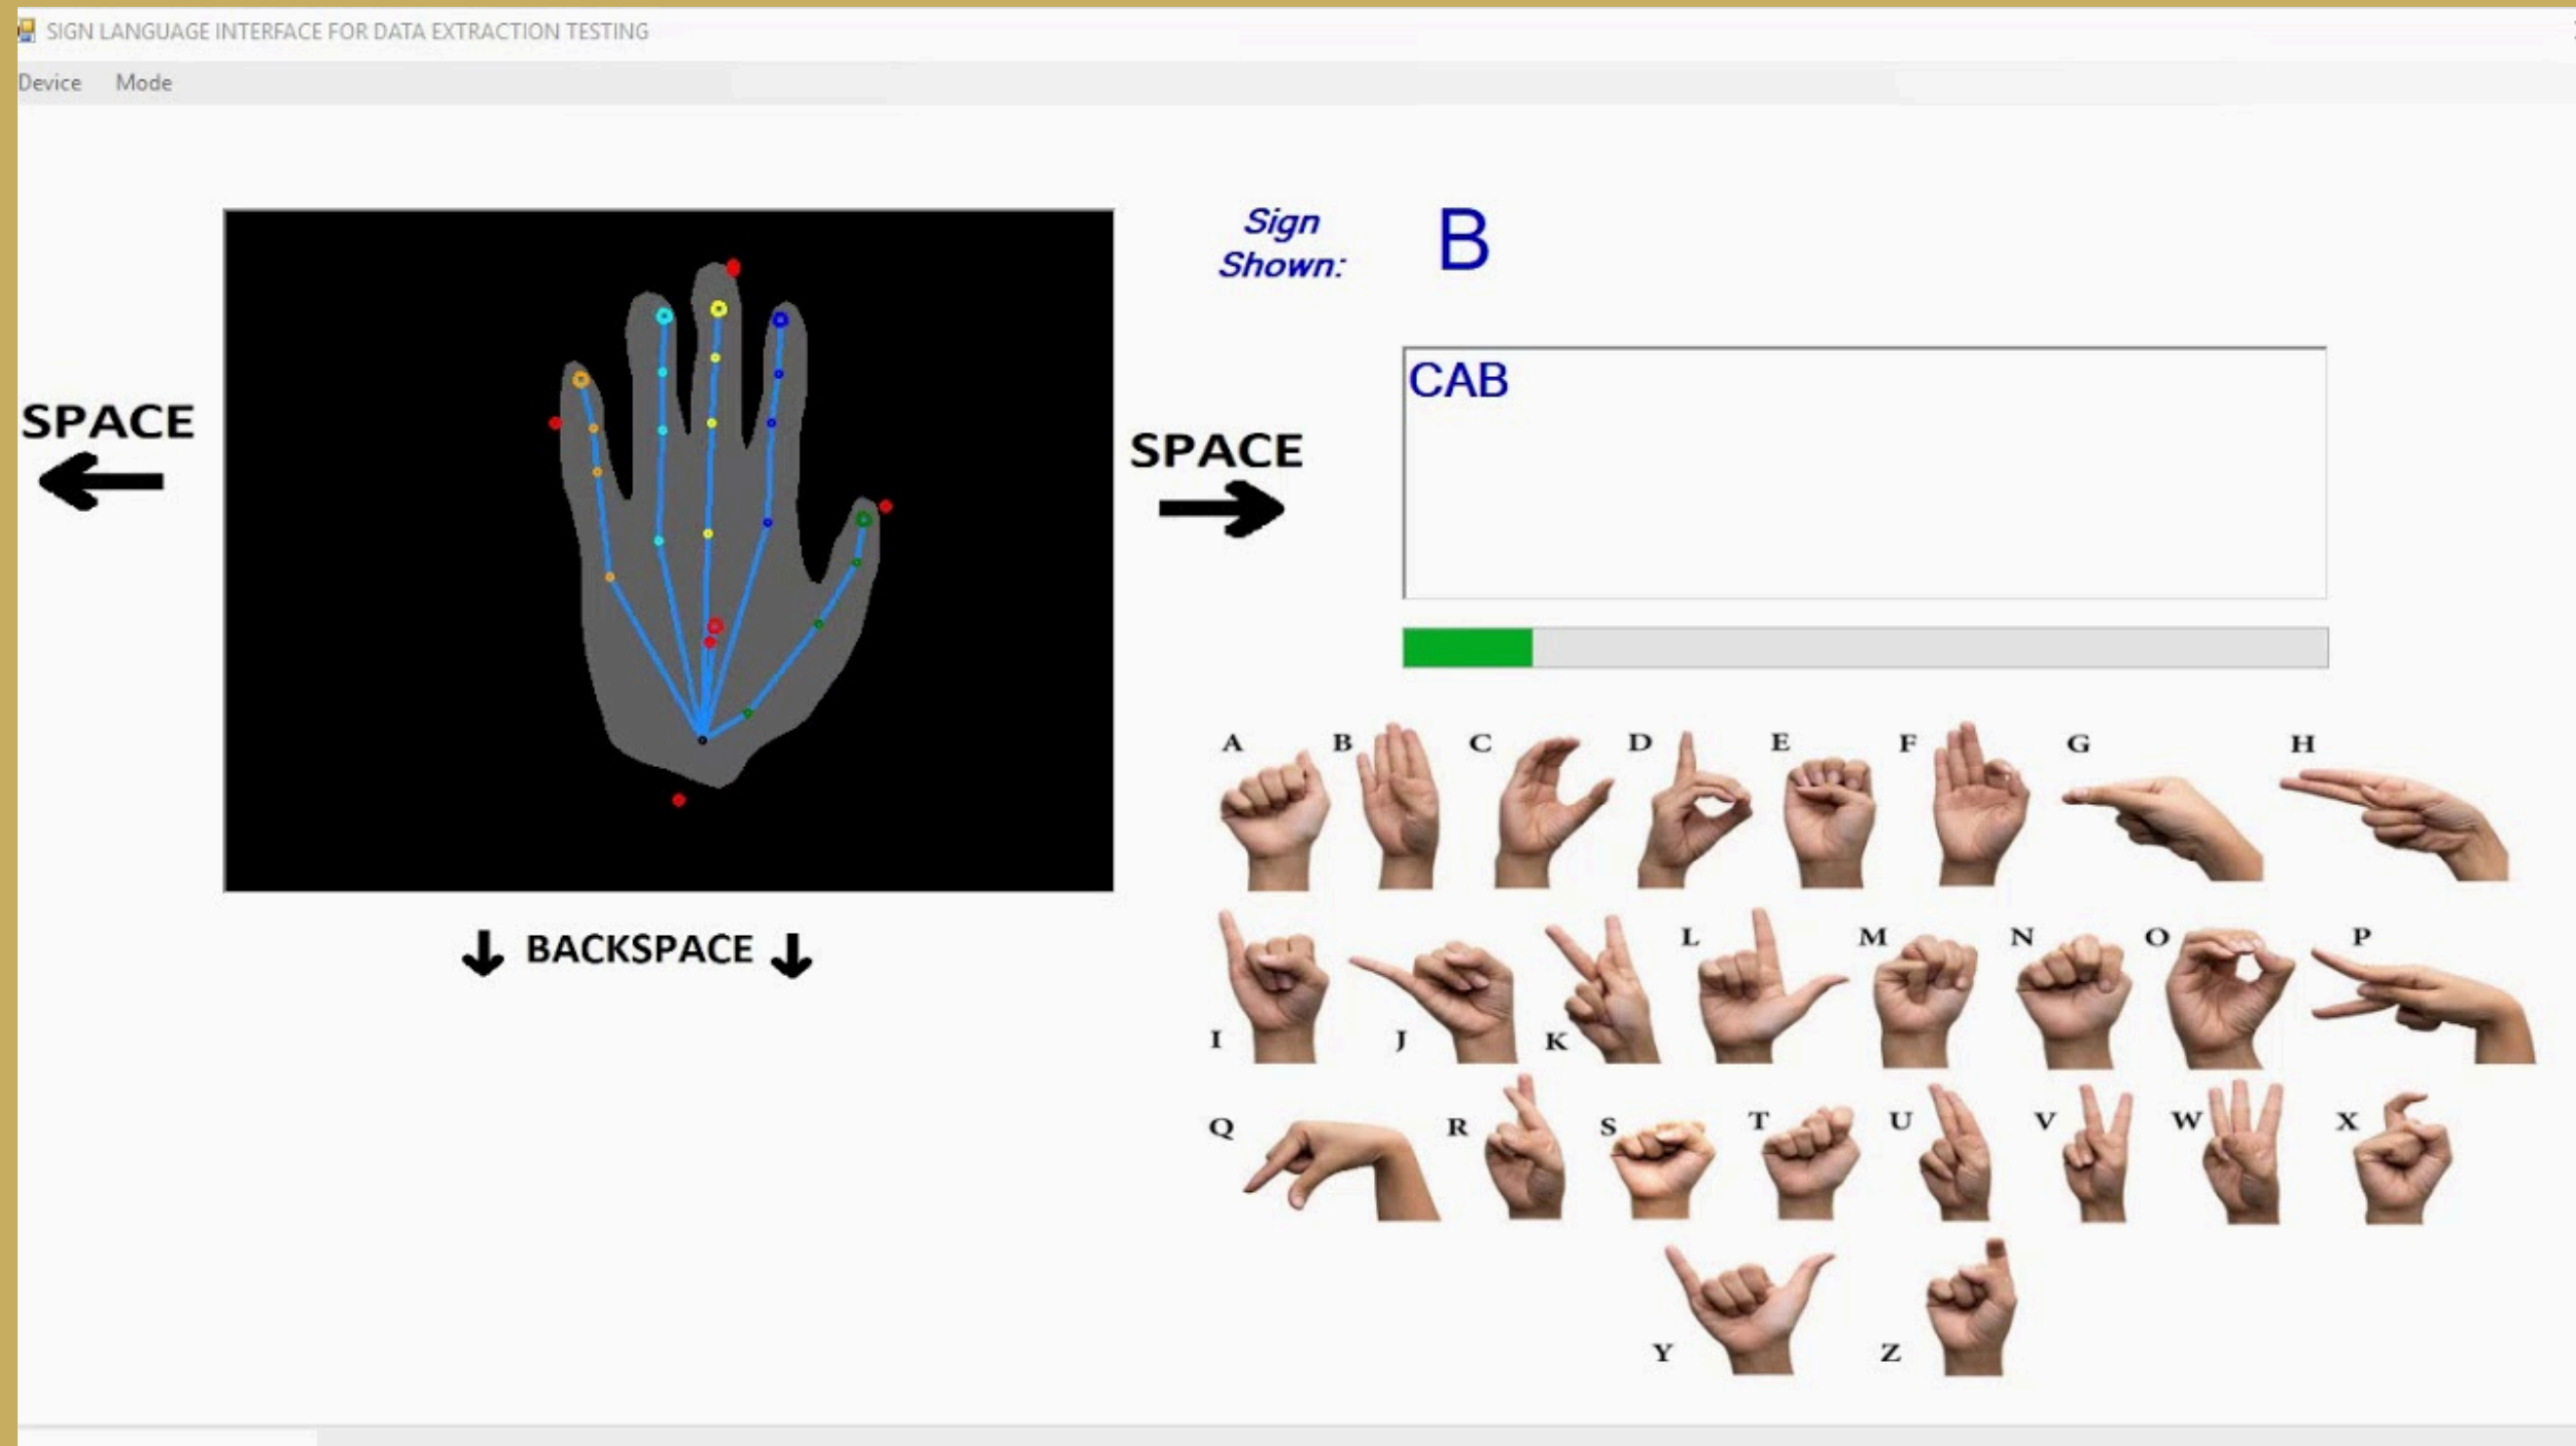 SIGN LANGUAGE INTERFACE FOR DATA EXTRACTION TESTING
Device Mode
Sign
Shown:
B
CAB
SPACE
SPACE
BACKSPACE
A B C D E F G H
I J K L M N O P
Q R S T U V W X
Y Z